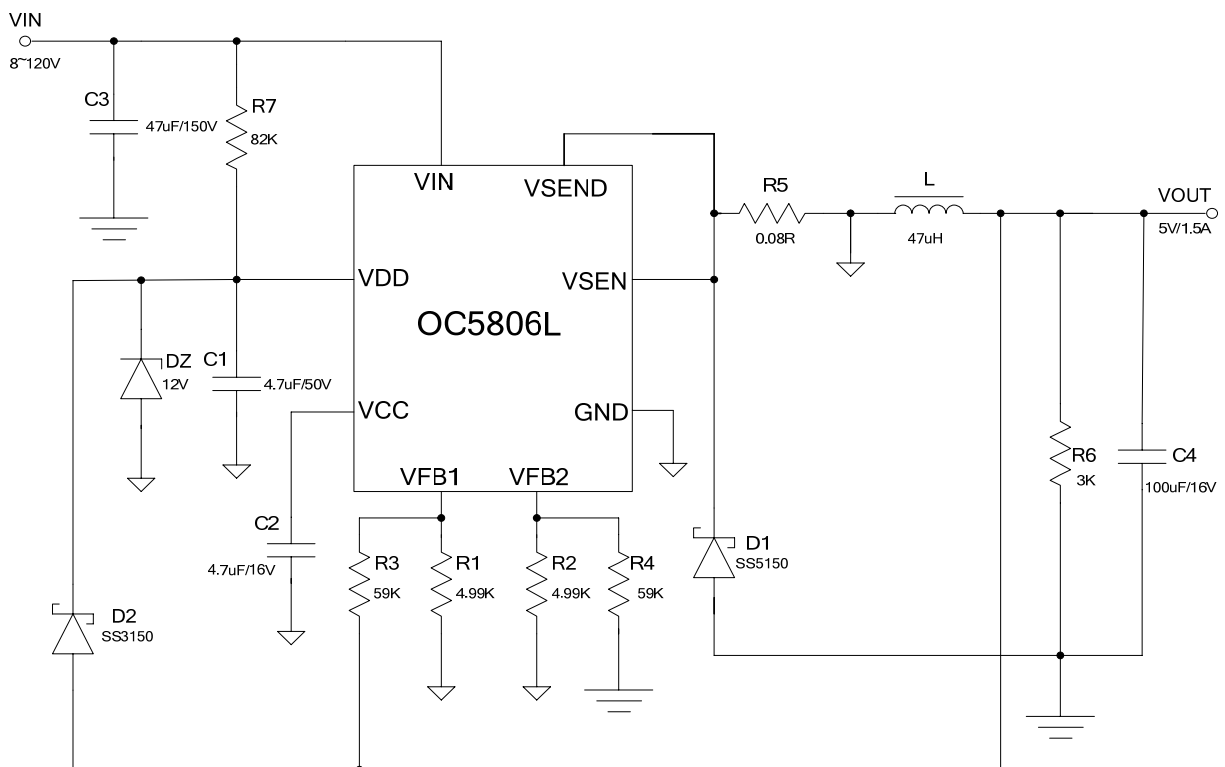 VIN
8~120V
C3
47uF/150V
R7
82K
VIN
VSEND
R5
0.08R
L
47uH
VOUT
5V/1.5A
VDD
VSEN
OC5806L
DZ
12V
C1
4.7uF/50V
VCC
GND
VFB1
VFB2
R6
3K
C4
100uF/16V
C2
4.7uF/16V
R3
59K
R1
4.99K
R2
4.99K
R4
59K
D1
SS5150
D2
SS3150